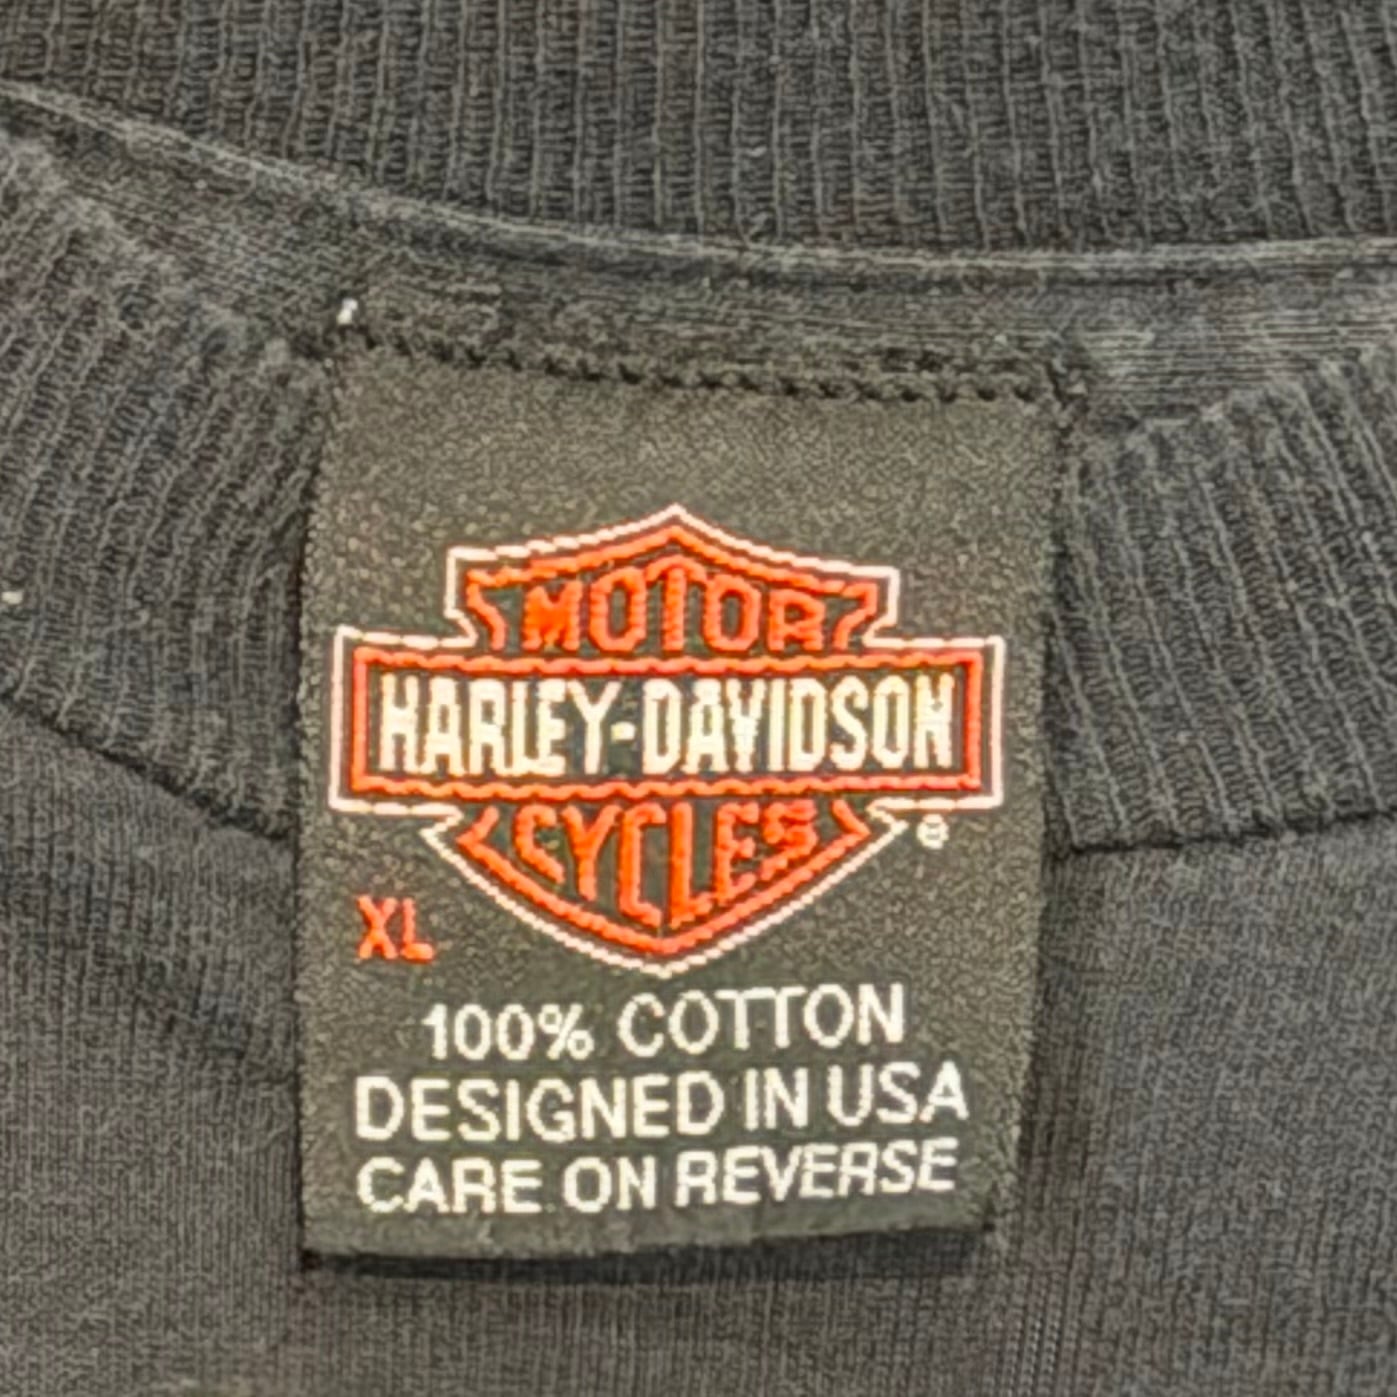 MOTOR
HARLEY-DAVIDSON
CYCLES
®
XL
100% COTTON
DESIGNED IN USA
CARE ON REVERSE